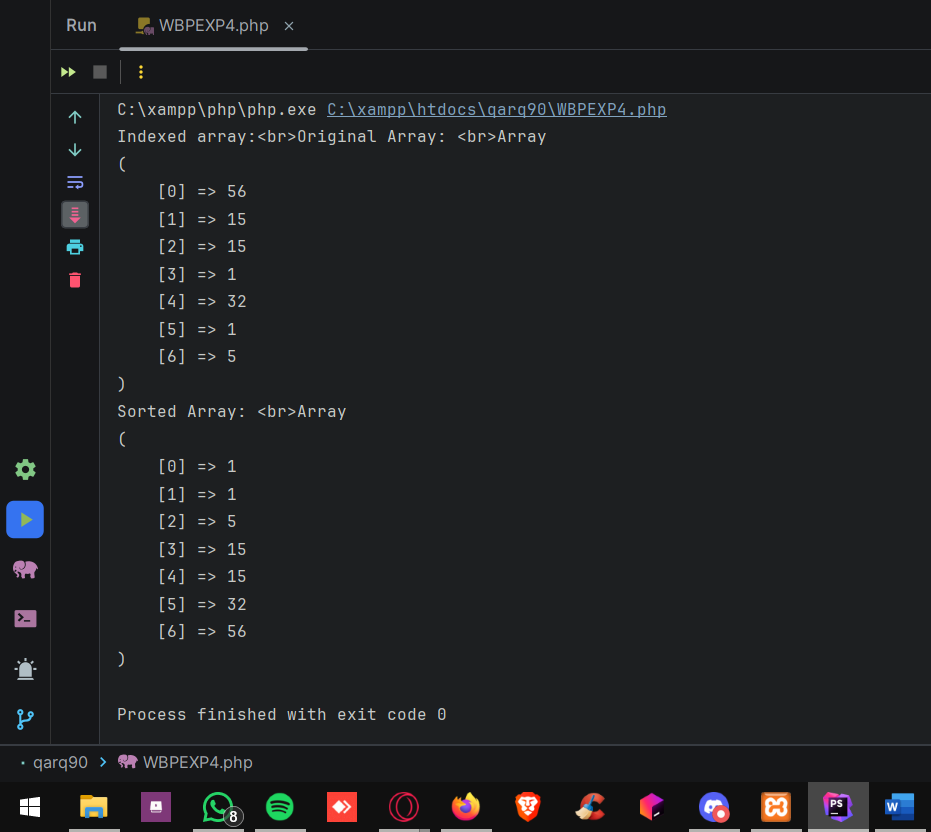 Run
WBPEXP4.php
C:\xampp\php\php.exe C:\xampp\htdocs\qarq90\WBPEXP4.php
Indexed array:<br>Original Array: <br>Array
(
    [0] => 56
    [1] => 15
    [2] => 15
    [3] => 1
    [4] => 32
    [5] => 1
    [6] => 5
)
Sorted Array: <br>Array
(
    [0] => 1
    [1] => 1
    [2] => 5
    [3] => 15
    [4] => 15
    [5] => 32
    [6] => 56
)
Process finished with exit code 0
qarq90 > WBPEXP4.php
8
PS
W